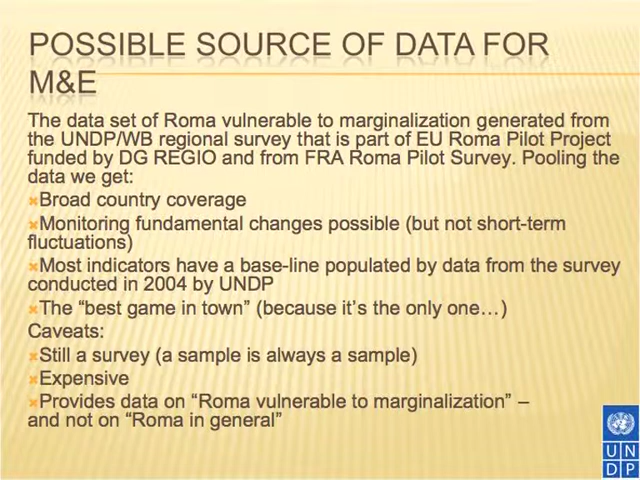 POSSIBLE SOURCE OF DATA FOR
M&E
The data set of Roma vulnerable to marginalization generated from
the UNDP/WB regional survey that is part of EU Roma Pilot Project
funded by DG REGIO and from FRA Roma Pilot Survey. Pooling the
data we get:
×Broad country coverage
×Monitoring fundamental changes possible (but not short-term
fluctuations)
×Most indicators have a base-line populated by data from the survey
conducted in 2004 by UNDP
×The “best game in town” (because it’s the only one…)
Caveats:
×Still a survey (a sample is always a sample)
×Expensive
×Provides data on “Roma vulnerable to marginalization” –
and not on “Roma in general”
U N
D P